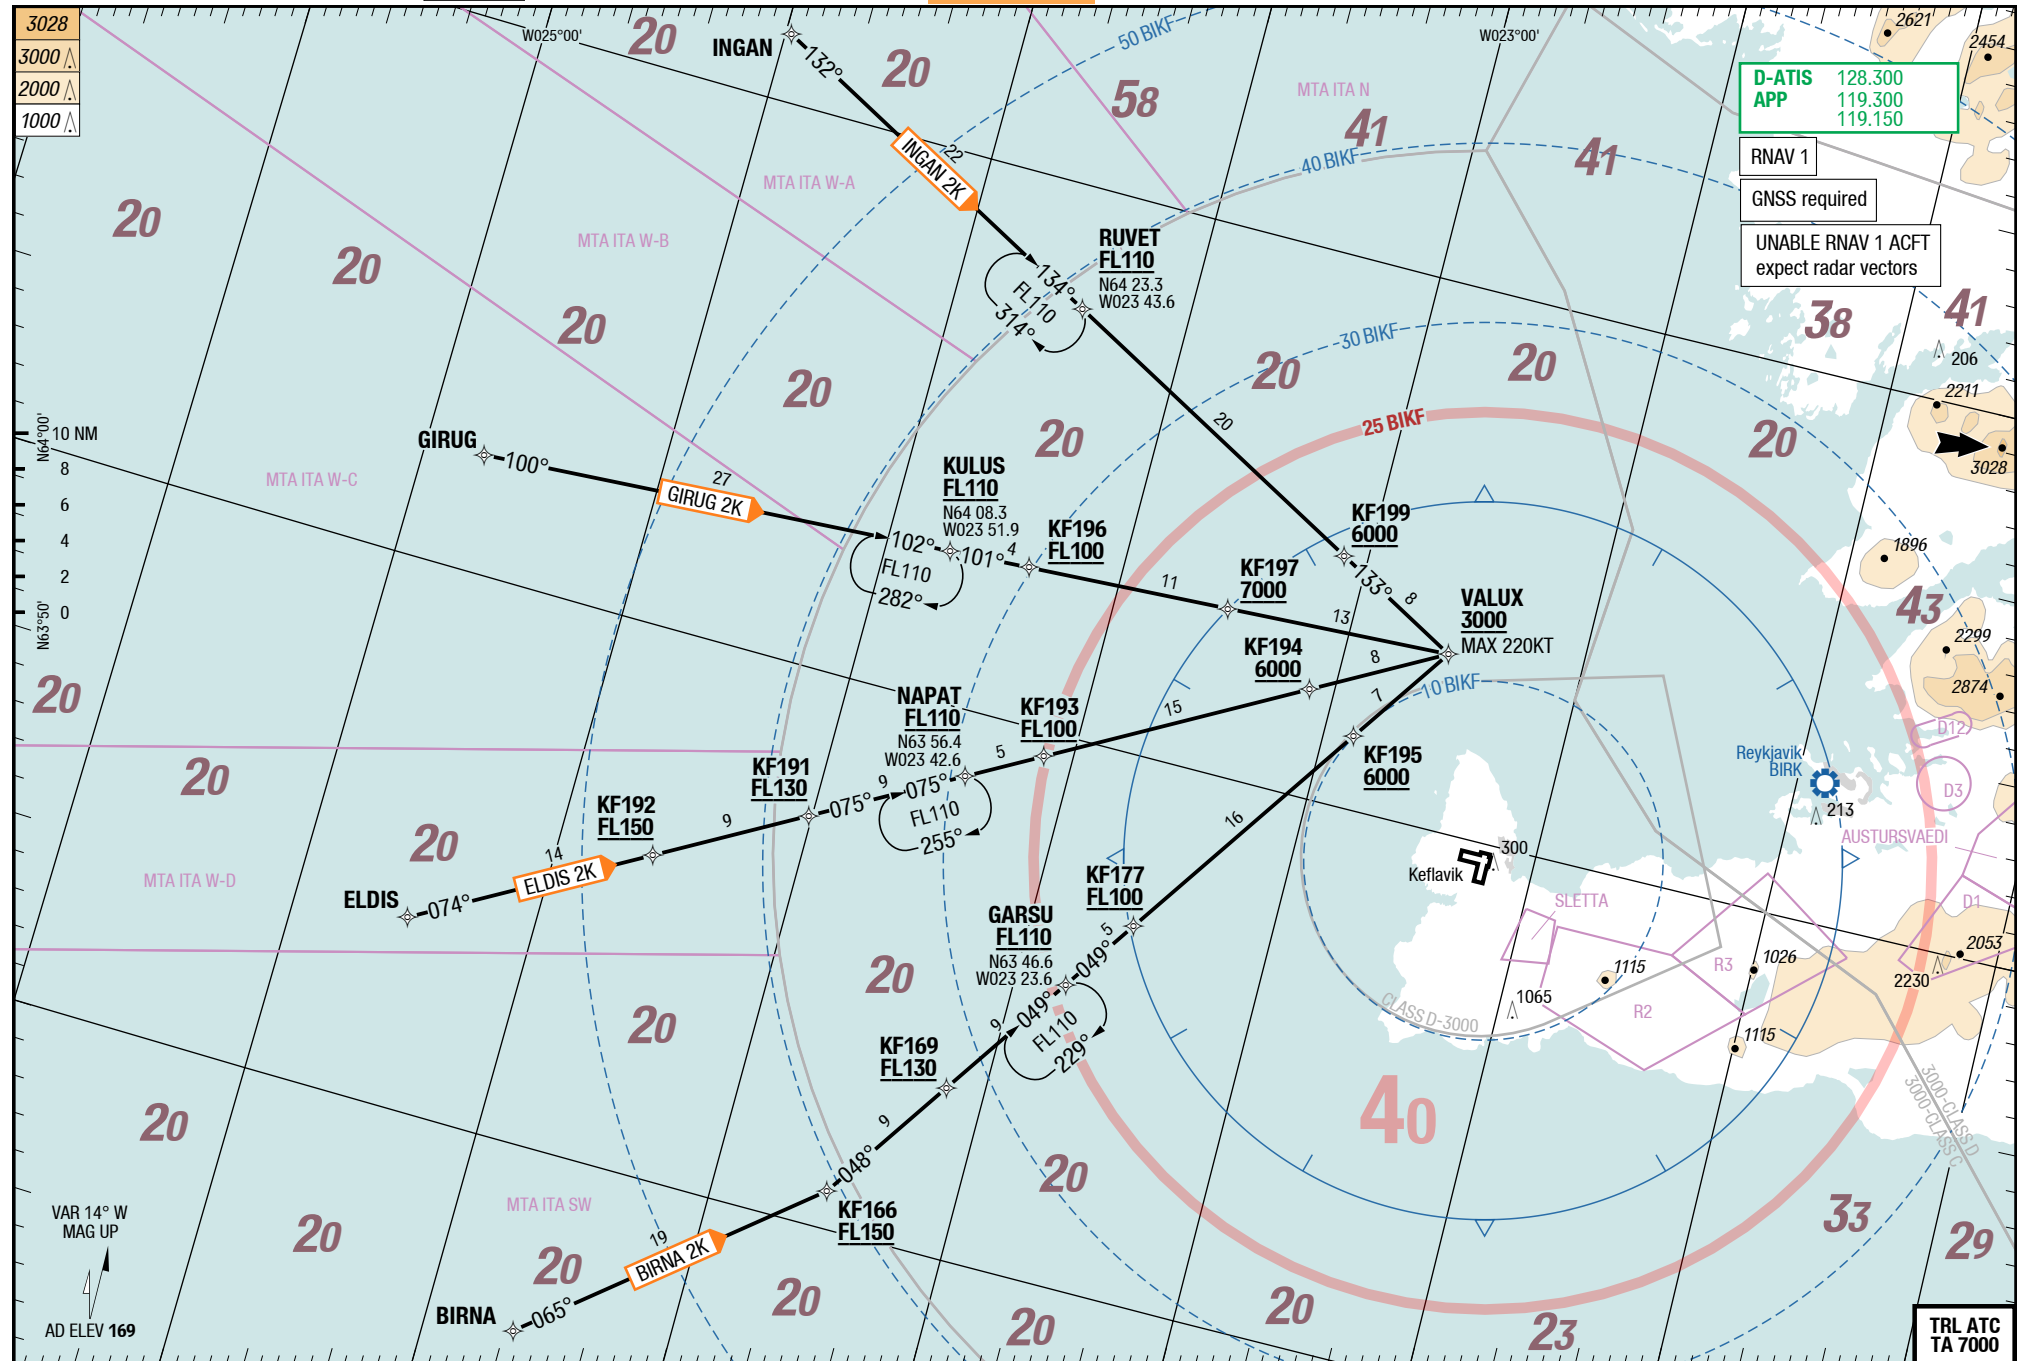 3028
3000
2000
1000
W025°00'
20
INGAN
132°
20
50 BIKF
58
MTA ITA N
W023°00'
41
41
2621
2454
D-ATIS 128.300
APP 119.300
119.150
RNAV 1
GNSS required
UNABLE RNAV 1 ACFT
expect radar vectors
22
INGAN 2K
40 BIKF
MTA ITA W-A
MTA ITA W-B
20
20
20
20
RUVET
FL110
N64 23.3
W023 43.6
134°
FL110
314°
30 BIKF
20
20
38
41
206
2211
20
3028
25 BIKF
20
20
N64°00'
10 NM
8
6
4
2
0
N63°50'
GIRUG
100°
27
GIRUG 2K
MTA ITA W-C
KULUS
FL110
N64 08.3
W023 51.9
102°
FL110
282°
101°
4
KF196
FL100
11
KF197
7000
13
KF199
6000
133°
8
VALUX
3000
MAX 220KT
1896
43
2299
2874
KF194
6000
8
7
10 BIKF
20
20
NAPAT
FL110
N63 56.4
W023 42.6
KF193
FL100
5
15
KF195
6000
KF191
FL130
075°
9
075°
FL110
255°
KF192
FL150
9
20
14
ELDIS 2K
ELDIS
074°
MTA ITA W-D
16
Reykjavik
BIRK
213
D12
D3
AUSTURSVAEDI
D1
300
Keflavik
SLETTA
KF177
FL100
GARSU
FL110
N63 46.6
W023 23.6
5
049°
049°
9
FL110
229°
20
R3
R2
1026
1115
1065
1115
2053
2230
CLASS D-3000
20
KF169
FL130
9
40
3000-CLASS D
3000-CLASS C
20
20
048°
KF166
FL150
MTA ITA SW
19
BIRNA 2K
BIRNA
065°
VAR 14° W
MAG UP
AD ELEV 169
20
20
20
20
20
23
33
29
TRL ATC
TA 7000